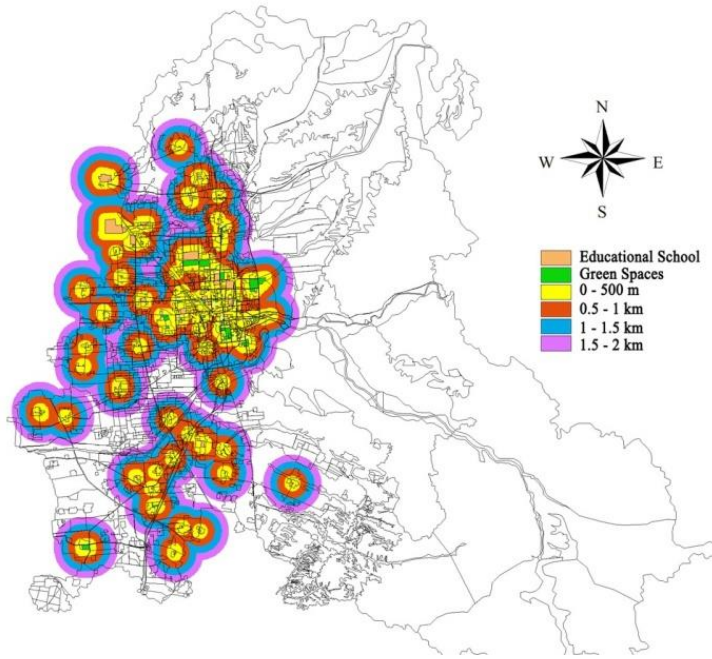 N
W E
S
Educational School
Green Spaces
0 - 500 m
0.5 - 1 km
1 - 1.5 km
1.5 - 2 km